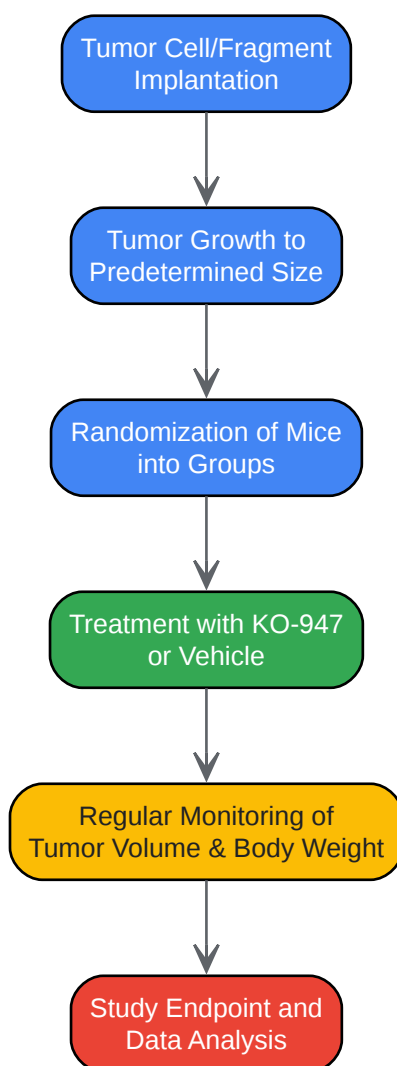 Tumor Cell/Fragment
Implantation
Tumor Growth to
Predetermined Size
Randomization of Mice
into Groups
Treatment with KO-947
or Vehicle
Regular Monitoring of
Tumor Volume & Body Weight
Study Endpoint and
Data Analysis